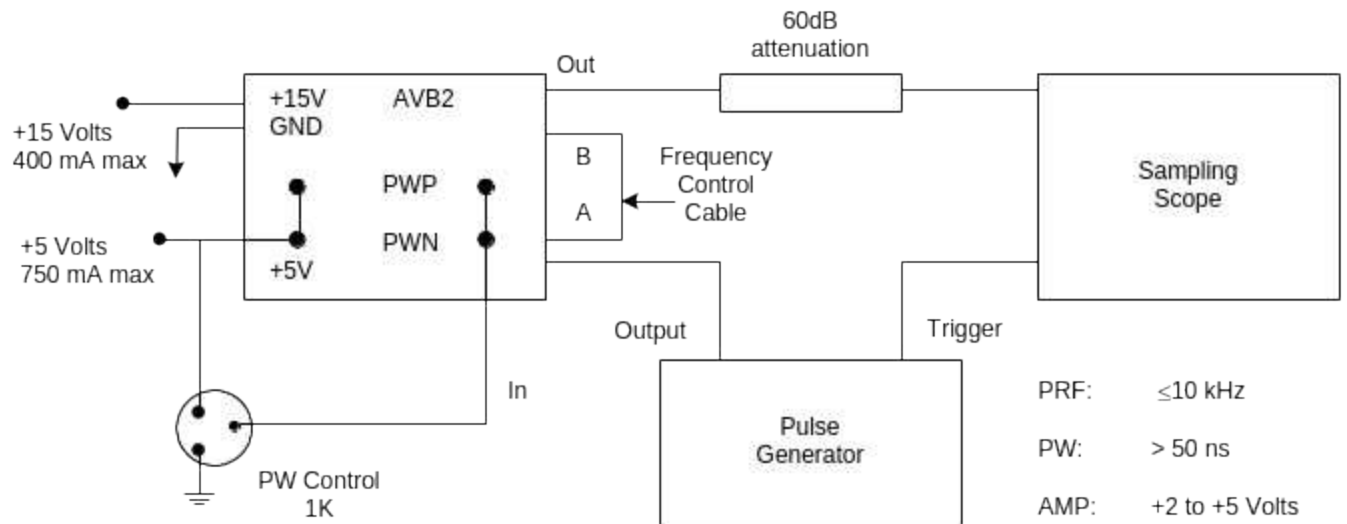 60dB
attenuation
Out
+15V AVB2
GND
+15 Volts
400 mA max
B
PWP
A
Frequency
Control
Cable
Sampling
Scope
+5 Volts
750 mA max
PWN
+5V
Output
Trigger
In
PRF: ≤10 kHz
Pulse
Generator
PW: > 50 ns
PW Control
1K
AMP: +2 to +5 Volts